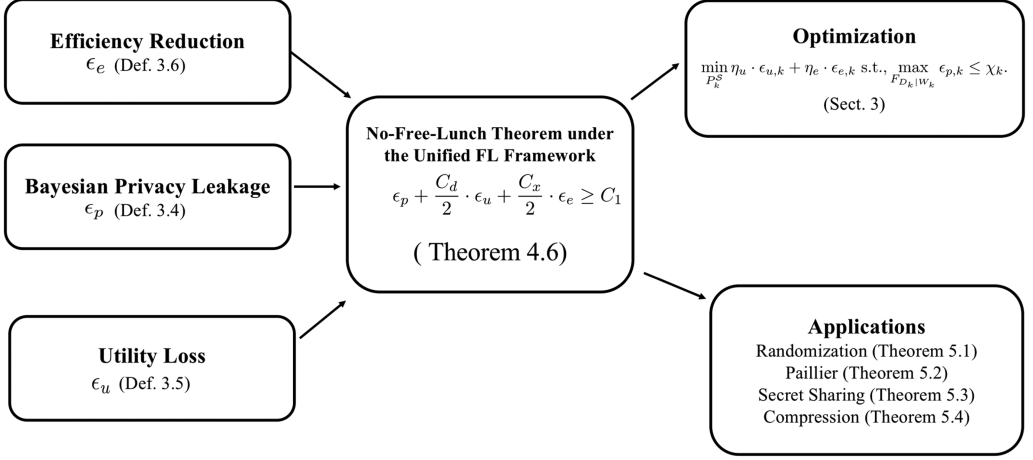 Efficiency Reduction
ϵ_e (Def. 3.6)
Bayesian Privacy Leakage
ϵ_p (Def. 3.4)
Utility Loss
ϵ_u (Def. 3.5)
No-Free-Lunch Theorem under
the Unified FL Framework
ϵ_p + \frac{C_d}{2} · ϵ_u + \frac{C_x}{2} · ϵ_e ≥ C_1
( Theorem 4.6)
Optimization
\min_{P_k^{\mathcal{S}}} η_u · ϵ_{u,k} + η_e · ϵ_{e,k} s.t., \max_{F_{D_k|W_k}} ϵ_{p,k} ≤ χ_k.
(Sect. 3)
Applications
Randomization (Theorem 5.1)
Paillier (Theorem 5.2)
Secret Sharing (Theorem 5.3)
Compression (Theorem 5.4)